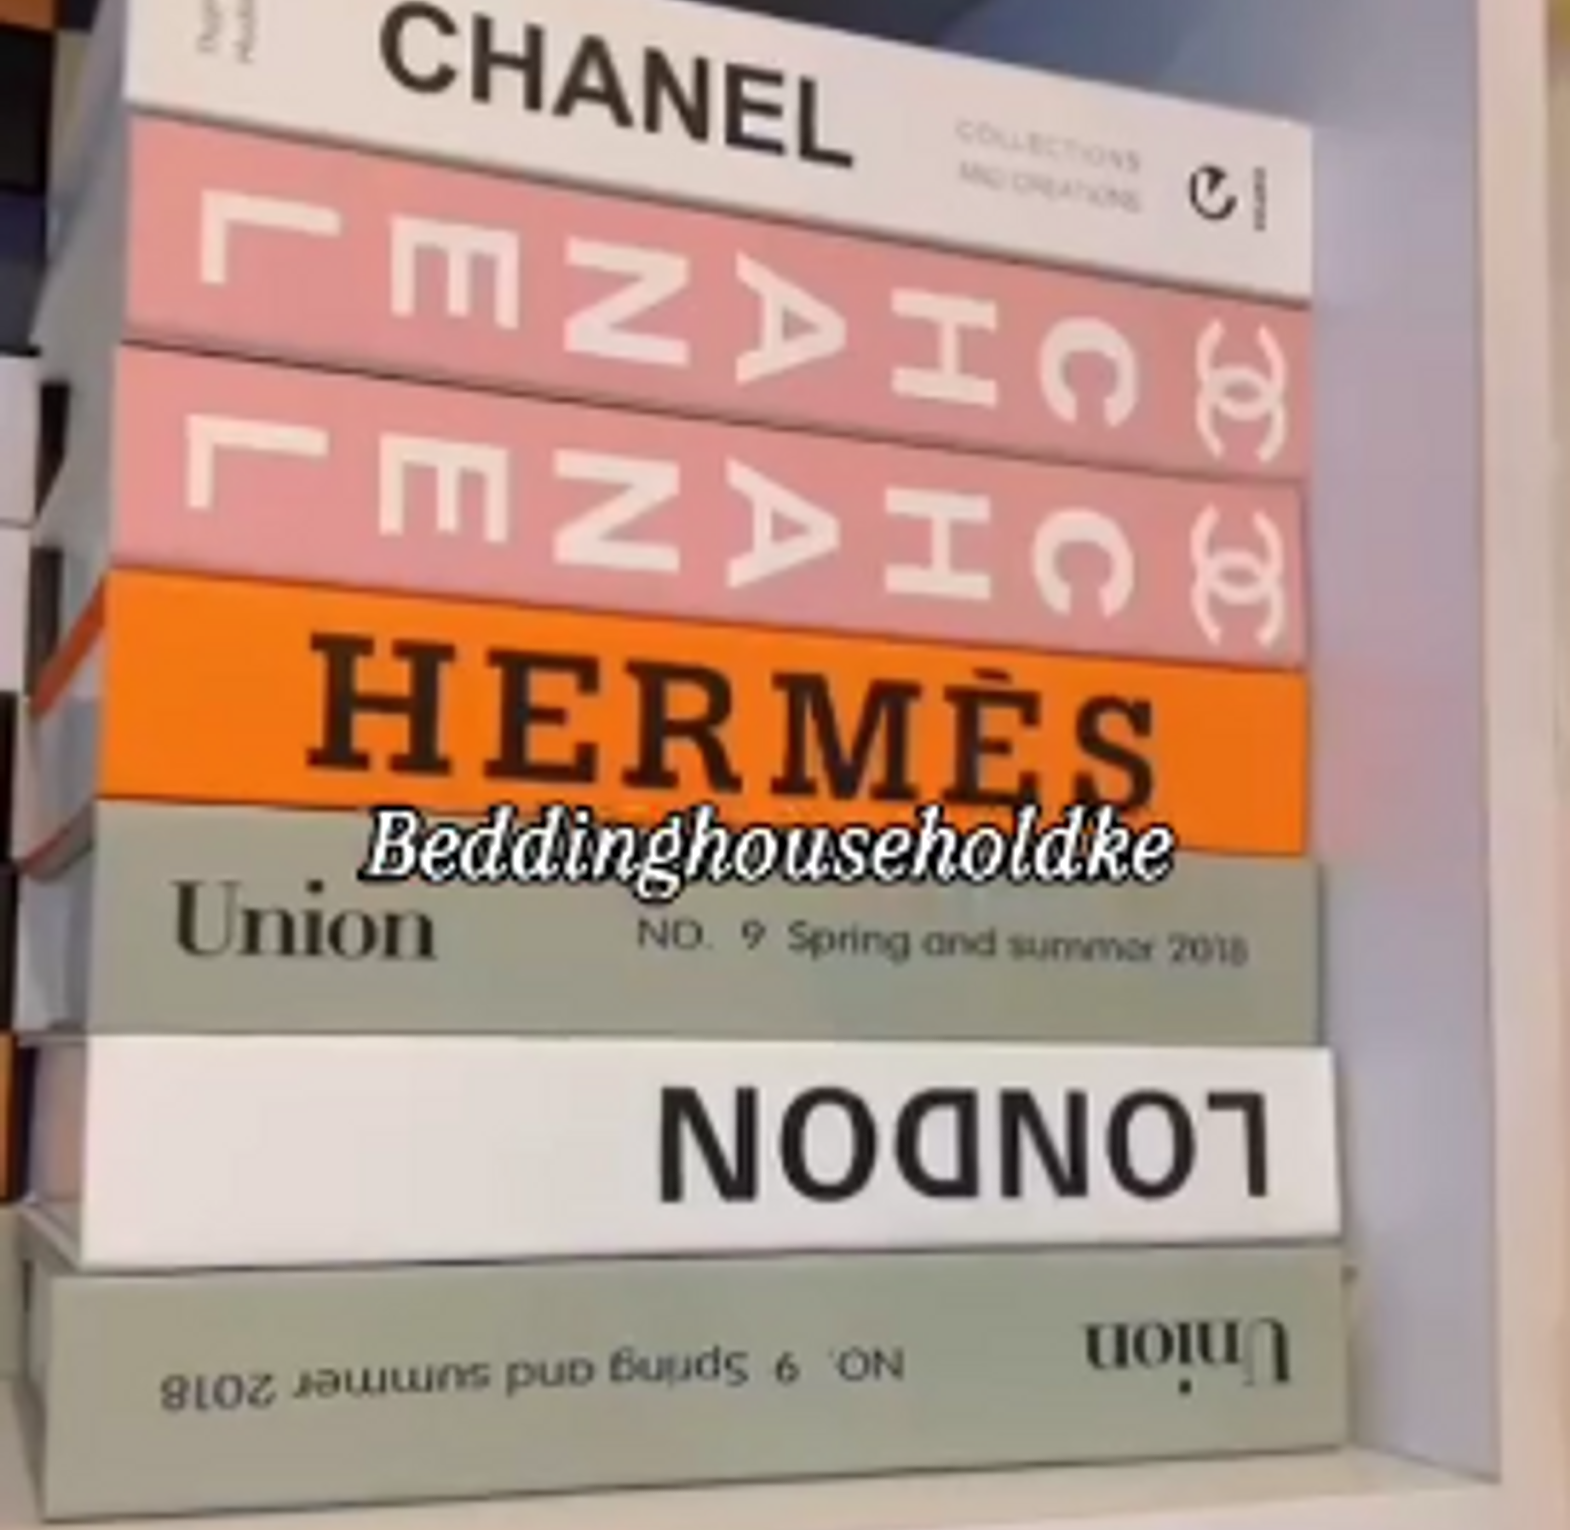 CHANEL
COLLECTIONS
AND CREATIONS
CHANEL
CHANEL
HERMÈS
Beddinghouseholdke
Union
NO. 9 Spring and summer 2018
LONDON
Union
NO. 9 Spring and summer 2018